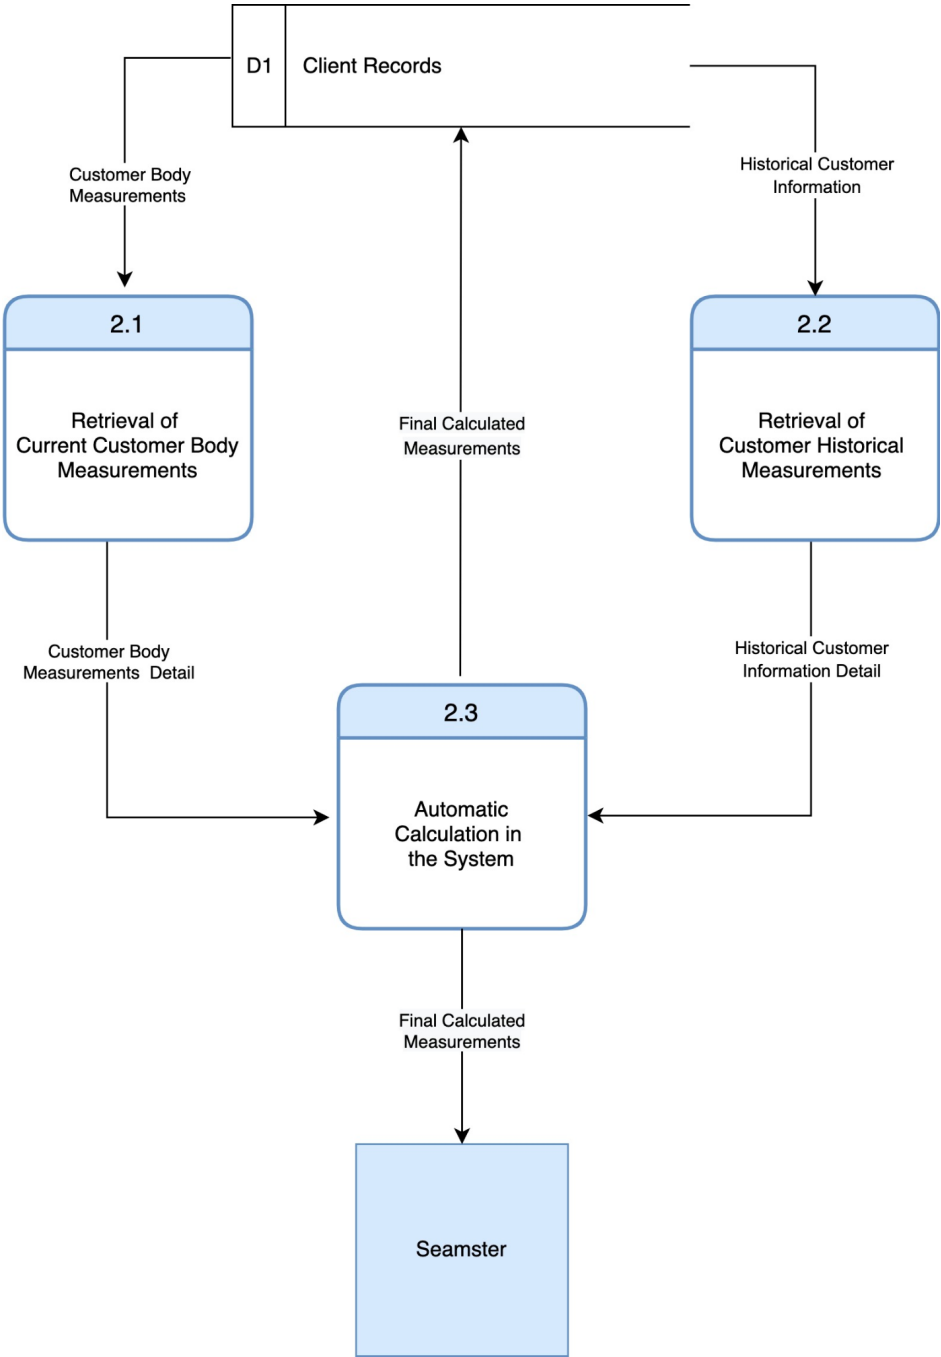 D1
Client Records
Customer Body
Measurements
Historical Customer
Information
2.1
Retrieval of
Current Customer Body
Measurements
Final Calculated
Measurements
2.2
Retrieval of
Customer Historical
Measurements
Customer Body
Measurements  Detail
Historical Customer
Information Detail
2.3
Automatic
Calculation in
the System
Final Calculated
Measurements
Seamster